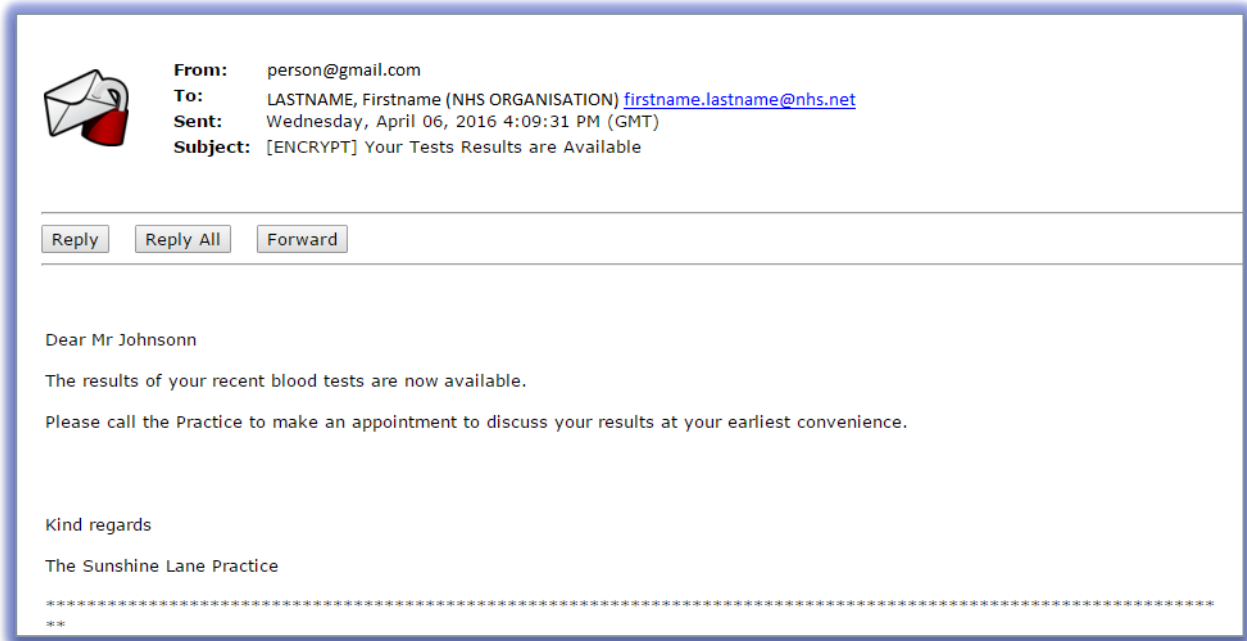 From: person@gmail.com
To: LASTNAME, Firstname (NHS ORGANISATION) firstname.lastname@nhs.net
Sent: Wednesday, April 06, 2016 4:09:31 PM (GMT)
Subject: [ENCRYPT] Your Tests Results are Available
Reply Reply All Forward
Dear Mr Johnsonn
The results of your recent blood tests are now available.
Please call the Practice to make an appointment to discuss your results at your earliest convenience.
Kind regards
The Sunshine Lane Practice
********************************************************************************************************************
**